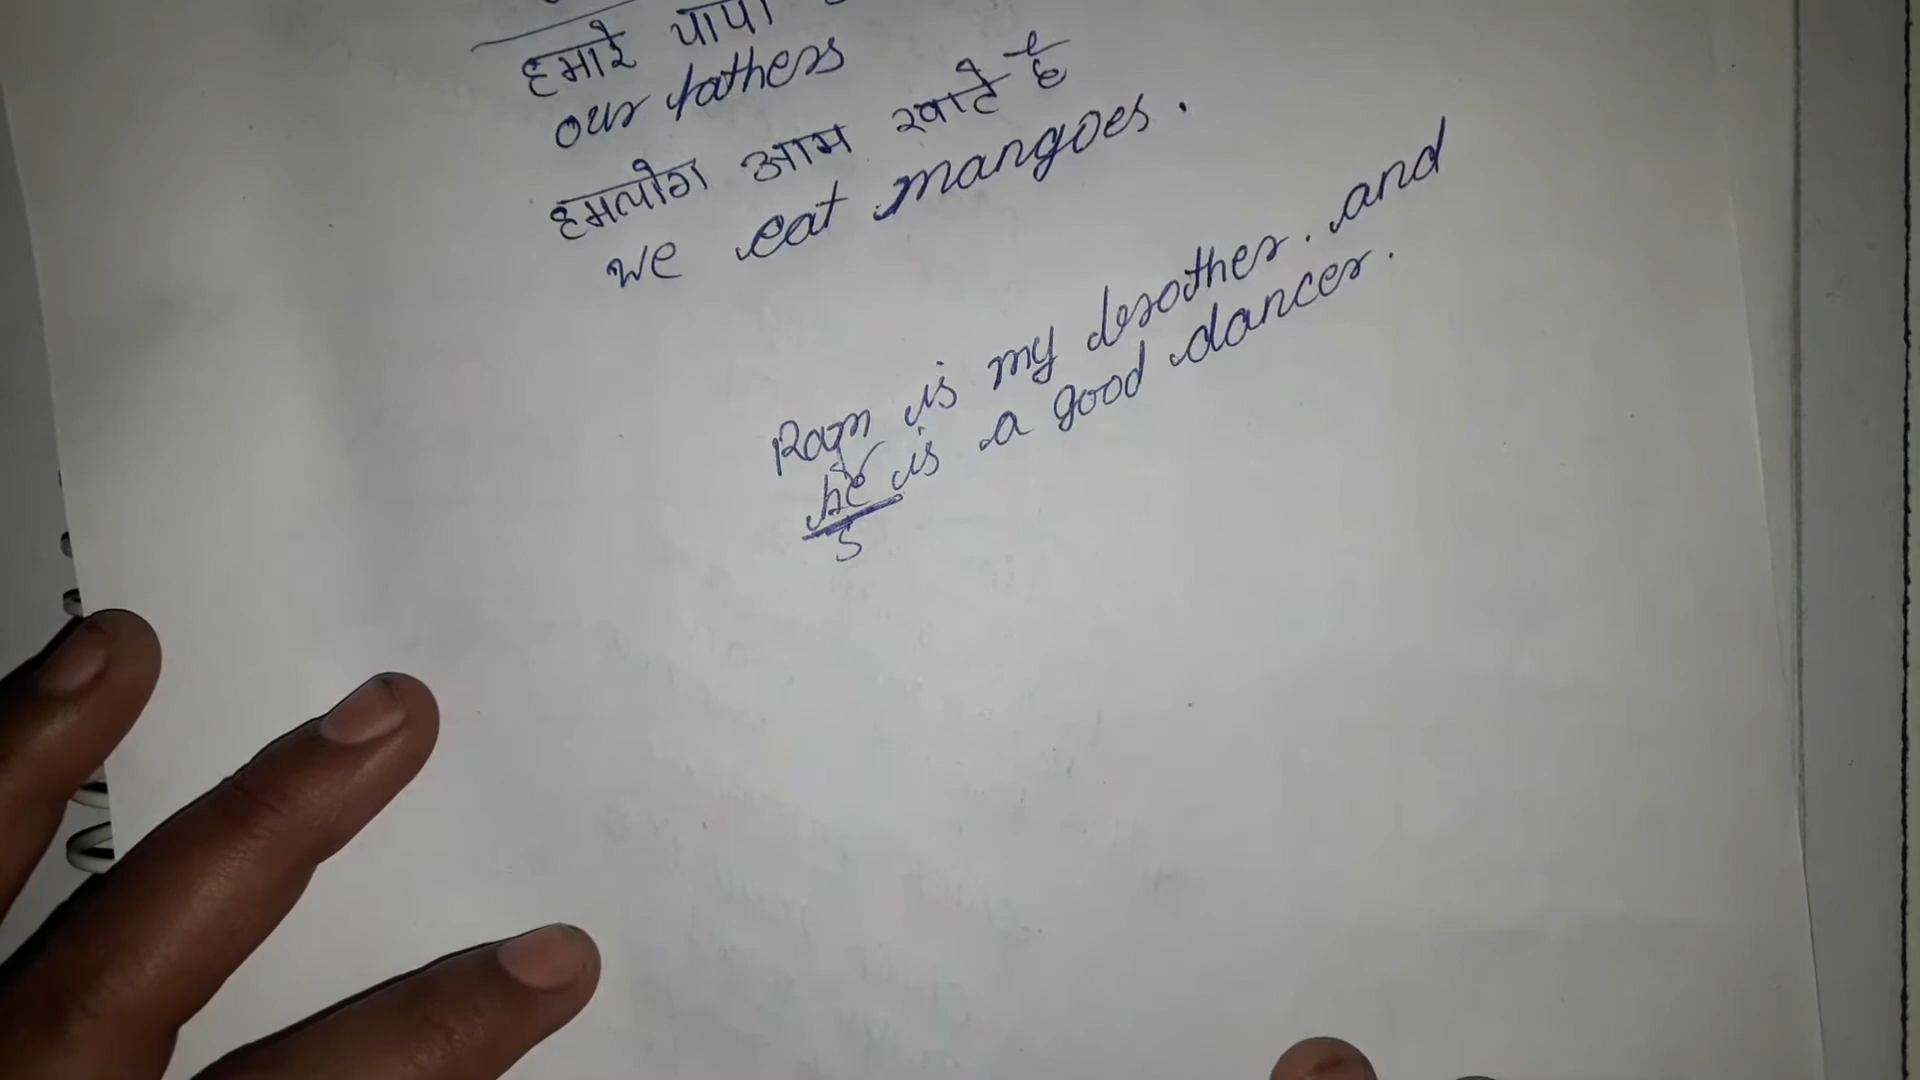 हमारे पापा
our fathers
हमलोग आम खाते है
we eat mangoes.
Ram is my brother. and
he is a good dancer.
S